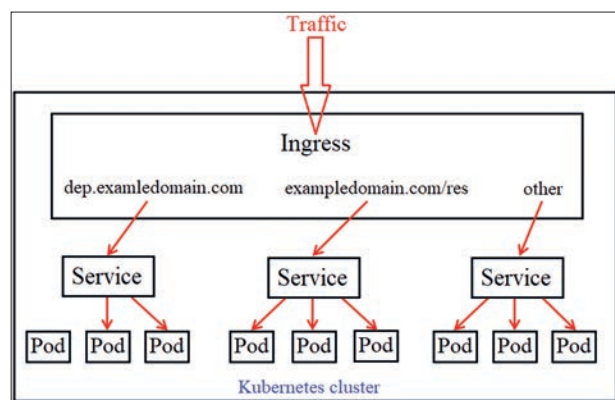 Traffic
Ingress
dep.examledomain.com exampledomain.com/res other
Service Service Service
Pod Pod Pod Pod Pod Pod Pod Pod Pod
Kubernetes cluster